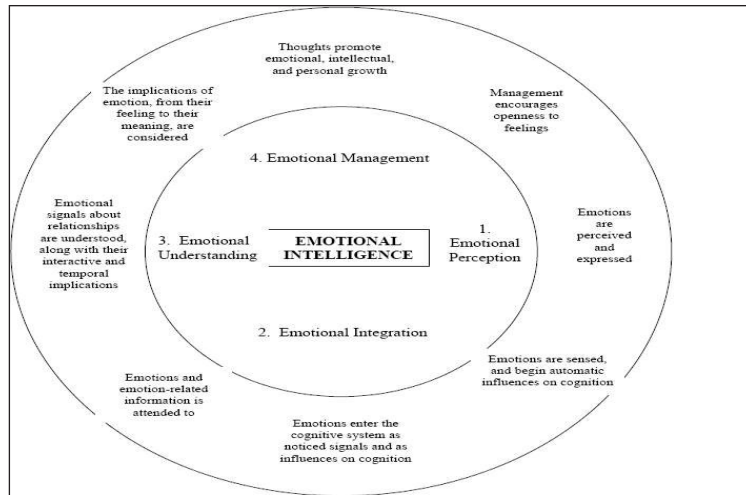 Thoughts promote
emotional, intellectual,
and personal growth
The implications of
emotion, from their
feeling to their
meaning, are
considered
Management
encourages
openness to
feelings
4. Emotional Management
Emotional
signals about
relationships
are understood,
along with their
interactive and
temporal
implications
3. Emotional
Understanding
EMOTIONAL
INTELLIGENCE
1.
Emotional
Perception
Emotions
are
perceived
and
expressed
2. Emotional Integration
Emotions and
emotion-related
information is
attended to
Emotions enter the
cognitive system as
noticed signals and as
influences on cognition
Emotions are sensed,
and begin automatic
influences on cognition